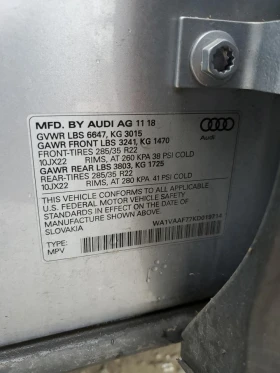 MFD. BY AUDI AG 11 18
GVWR LBS 6647, KG 3015
GAWR FRONT LBS 3241, KG 1470
FRONT-TIRES 285/35 R22
10JX22 RIMS, AT 260 KPA 38 PSI COLD
GAWR REAR LBS 3803, KG 1725
REAR-TIRES 285/35 R22
10JX22 RIMS, AT 280 KPA 41 PSI COLD
THIS VEHICLE CONFORMS TO ALL
APPLICABLE FEDERAL MOTOR
VEHICLE SAFETY STANDARDS IN
EFFECT ON THE DATE OF
MANUFACTURE SHOWN ABOVE.
SLOVAKIA
TYPE:
MPV
Audi